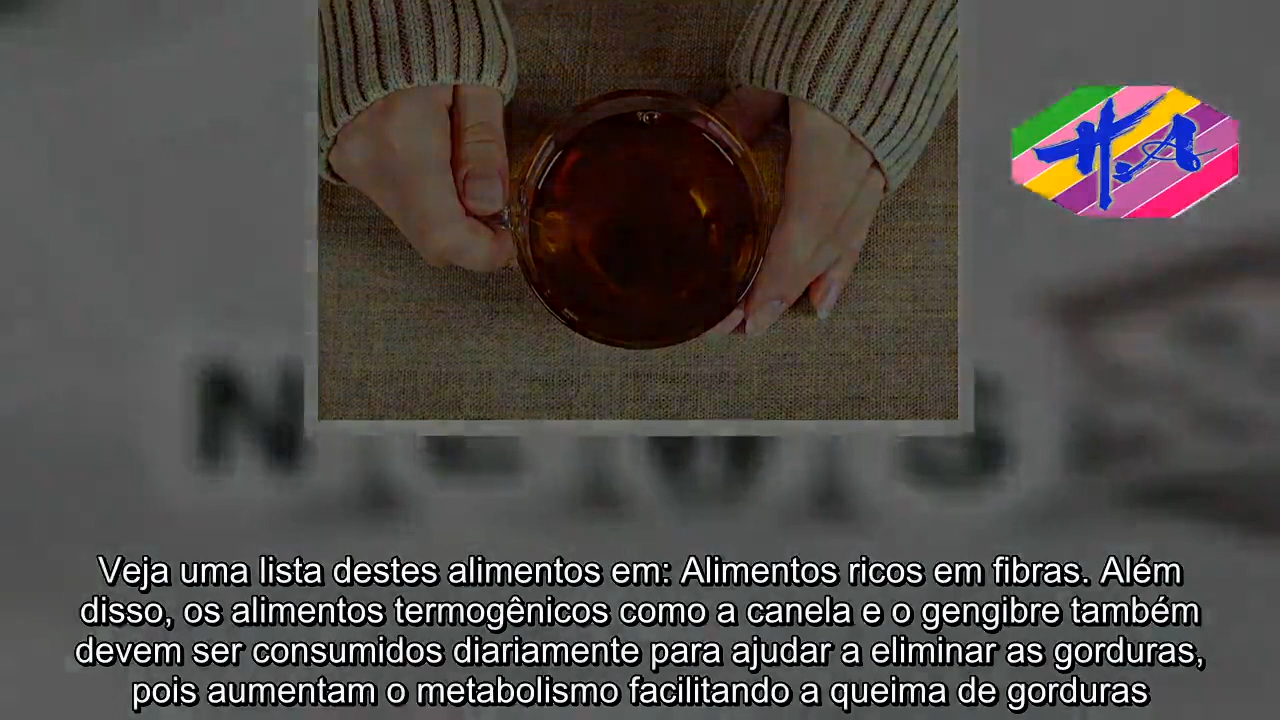 H.A
NEWS
Veja uma lista destes alimentos em: Alimentos ricos em fibras. Além
disso, os alimentos termogênicos como a canela e o gengibre também
devem ser consumidos diariamente para ajudar a eliminar as gorduras,
pois aumentam o metabolismo facilitando a queima de gorduras